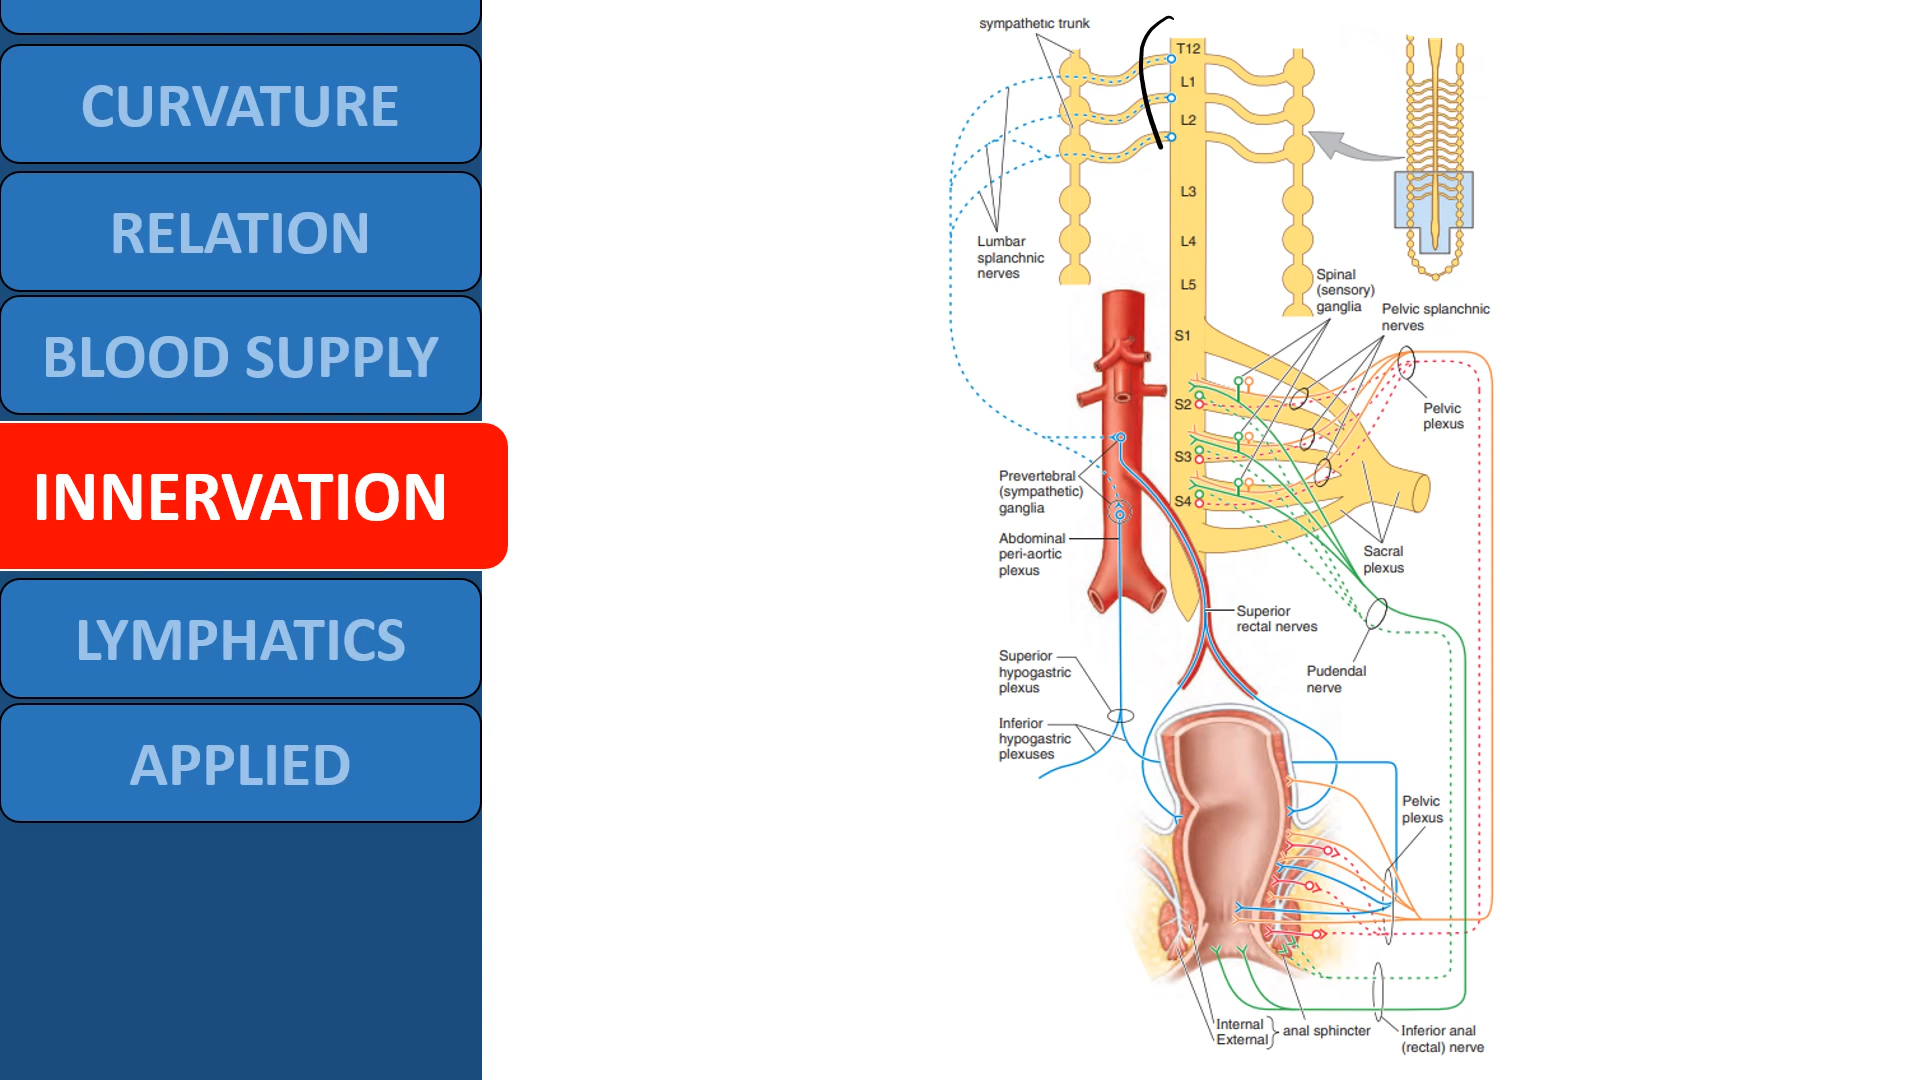 CURVATURE
RELATION
BLOOD SUPPLY
INNERVATION
LYMPHATICS
APPLIED
sympathetic trunk
T12
L1
L2
L3
L4
L5
S1
S2
S3
S4
Lumbar
splanchnic
nerves
Spinal
(sensory)
ganglia
Pelvic splanchnic
nerves
Pelvic
plexus
Prevertebral
(sympathetic)
ganglia
Abdominal
peri-aortic
plexus
Sacral
plexus
Superior
rectal nerves
Pudendal
nerve
Superior
hypogastric
plexus
Inferior
hypogastric
plexuses
Pelvic
plexus
Internal
External
anal sphincter
Inferior anal
(rectal) nerve